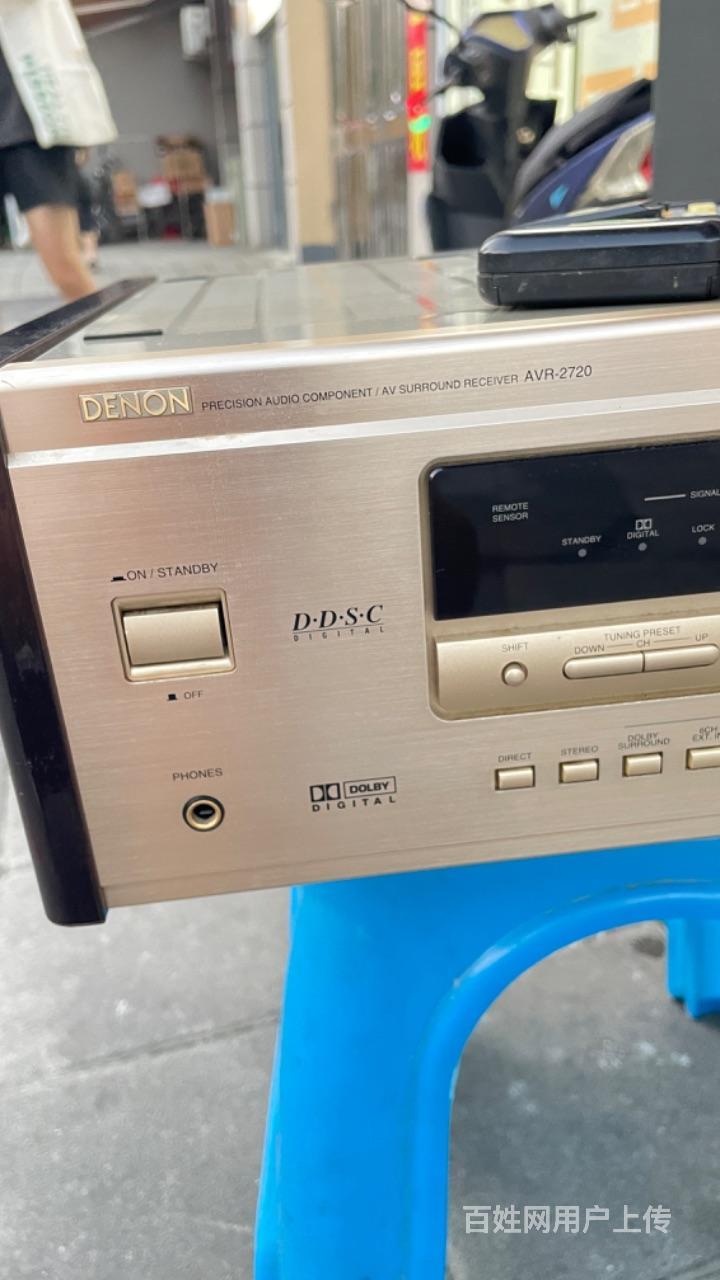 DENON PRECISION AUDIO COMPONENT / AV SURROUND RECEIVER AVR-2720
REMOTE
SENSOR
SIGNAL
STANDBY
DIGITAL
LOCK
ON / STANDBY
D·D·S·C
DIGITAL
OFF
SHIFT
TUNING PRESET
DOWN
CH
UP
DIRECT
STEREO
DOLBY
SURROUND
6CH
PHONES
DOLBY
DIGITAL
百姓网用户上传